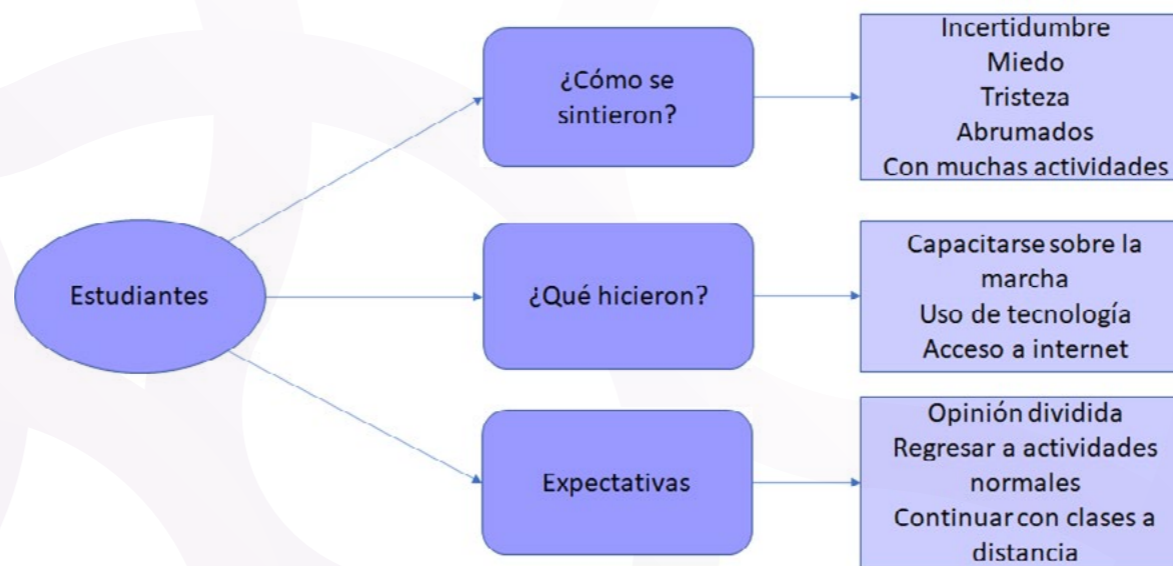 Estudiantes
¿Cómo se
sintieron?
Incertidumbre
Miedo
Tristeza
Abrumados
Con muchas actividades
¿Qué hicieron?
Capacitarse sobre la
marcha
Uso de tecnología
Acceso a internet
Expectativas
Opinión dividida
Regresar a actividades
normales
Continuar con clases a
distancia